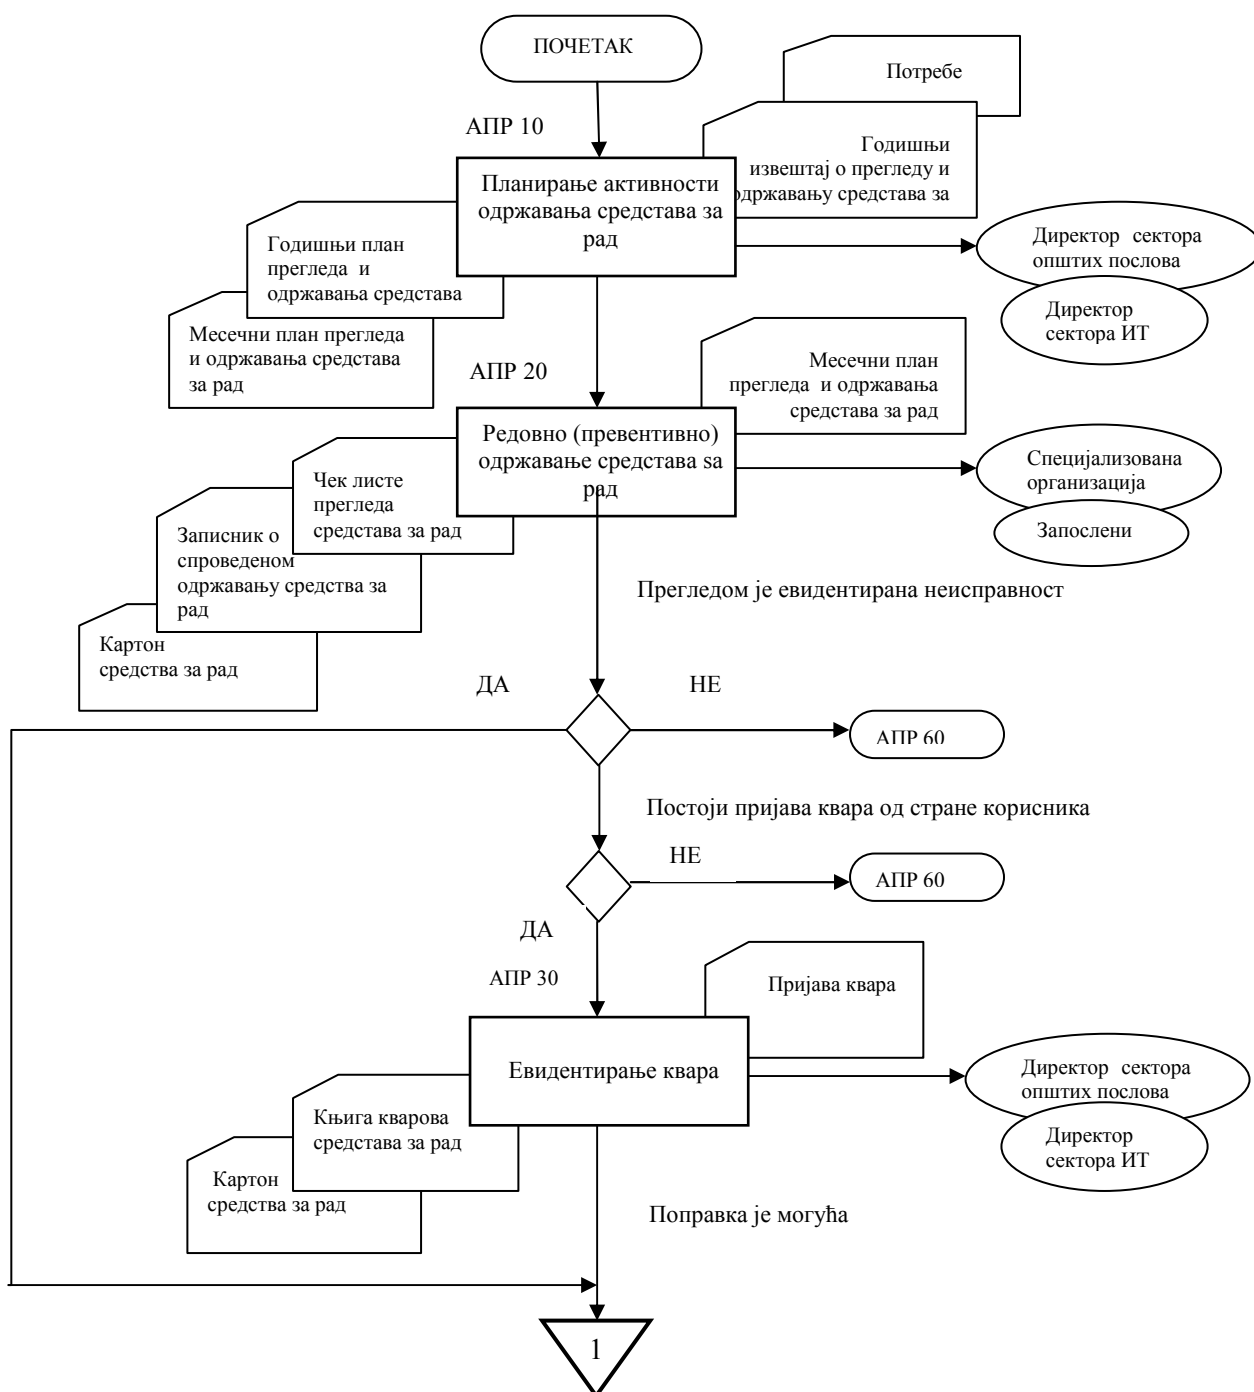 ПОЧЕТАК
Потребе
АПР 10
Годишњи
извештај о прегледу и
одржавању средстава за
Планирање активности
одржавања средстава за
рад
Годишњи план
прегледа и
одржавања средстава
Директор сектора
општих послова
Директор
сектора ИТ
Месечни план прегледа
и одржавања средстава
за рад
АПР 20
Месечни план
прегледа и одржавања
средстава за рад
Редовно (превентивно)
одржавање средстава sа
рад
Специјализована
организација
Запослени
Чек листе
прегледа
средстава за рад
Записник о
спроведеном
одржавању средства за
рад
Картон
средства за рад
Прегледом је евидентирана неисправност
ДА
НЕ
АПР 60
Постоји пријава квара од стране корисника
НЕ
АПР 60
ДА
АПР 30
Пријава квара
Евидентирање квара
Директор сектора
општих послова
Директор
сектора ИТ
Књига кварова
средстава за рад
Картон
средства за рад
Поправка је могућа
1